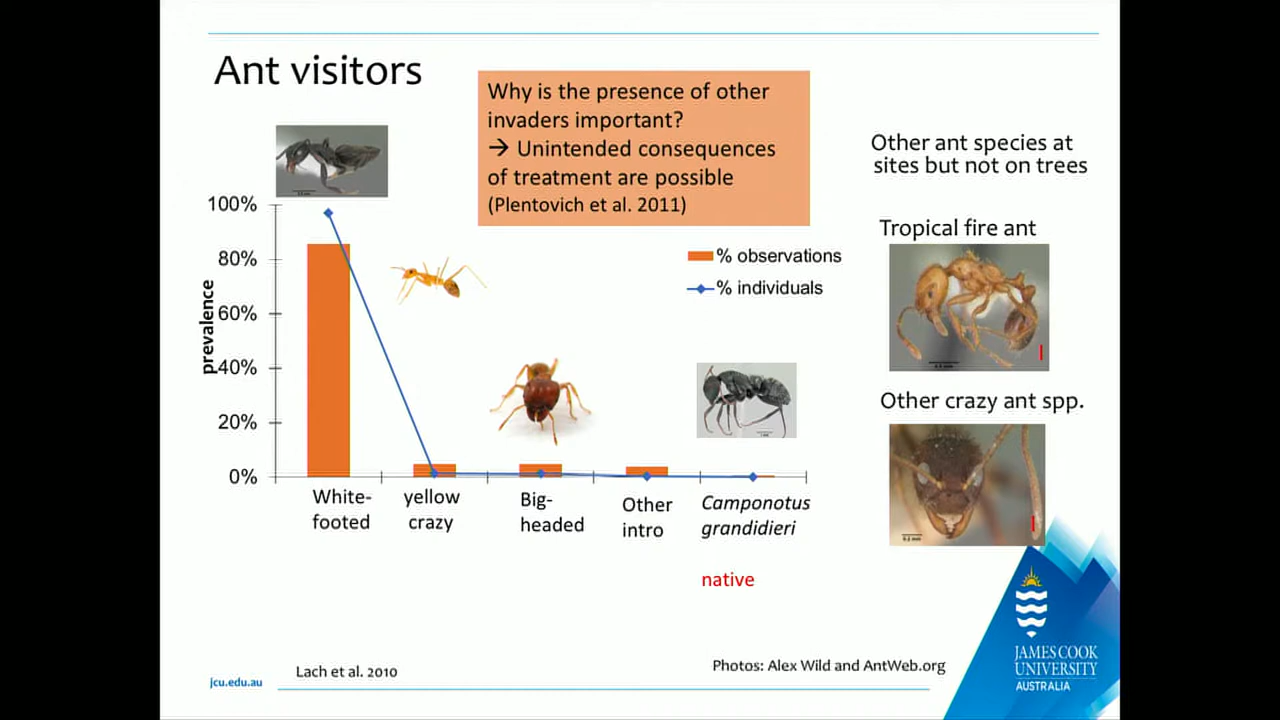 Ant visitors
Why is the presence of other
invaders important?
→ Unintended consequences
of treatment are possible
(Plentovich et al. 2011)
Other ant species at
sites but not on trees
Tropical fire ant
Other crazy ant spp.
prevalence
100%
80%
60%
40%
20%
0%
% observations
% individuals
White-
footed
yellow
crazy
Big-
headed
Other
intro
Camponotus
grandidieri
native
Lach et al. 2010
Photos: Alex Wild and AntWeb.org
jcu.edu.au
JAMES COOK
UNIVERSITY
AUSTRALIA